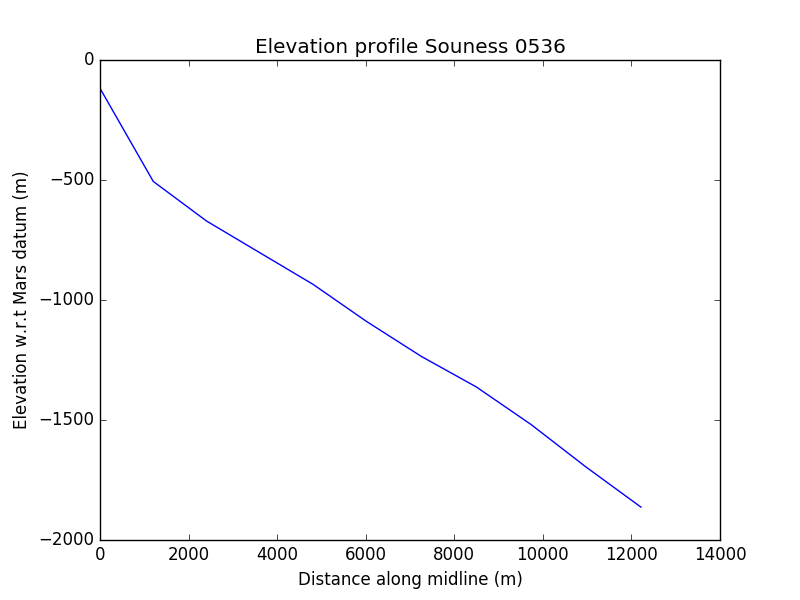 Elevation profile Souness 0536
0
−500
−1000
−1500
−2000
Elevation w.r.t Mars datum (m)
0 2000 4000 6000 8000 10000 12000 14000
Distance along midline (m)